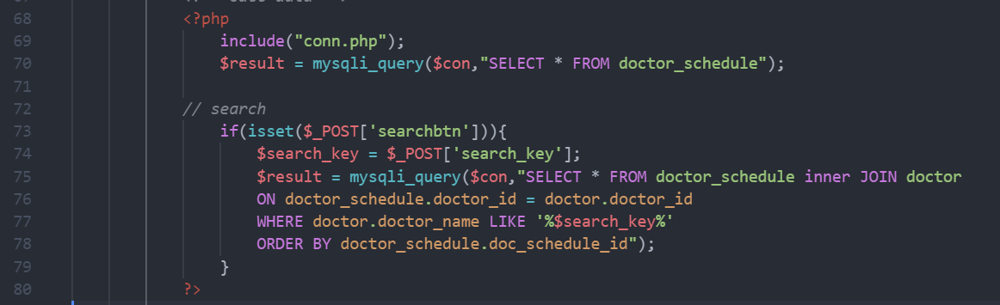 68 <?php
69 include("conn.php");
70 $result = mysqli_query($con,"SELECT * FROM doctor_schedule");
71
72 // search
73 if(isset($_POST['searchbtn'])){
74 $search_key = $_POST['search_key'];
75 $result = mysqli_query($con,"SELECT * FROM doctor_schedule inner JOIN doctor
76 ON doctor_schedule.doctor_id = doctor.doctor_id
77 WHERE doctor.doctor_name LIKE '%$search_key%'
78 ORDER BY doctor_schedule.doc_schedule_id");
79 }
80 ?>